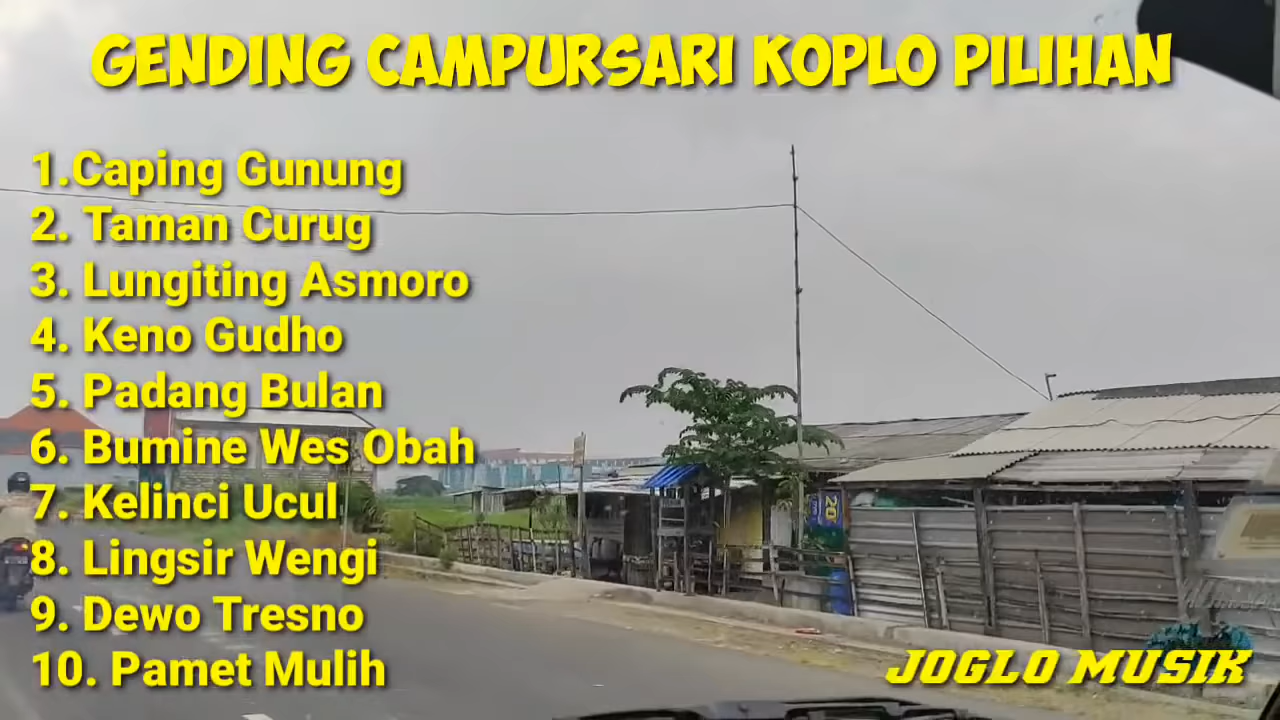 GENDING CAMPURSARI KOPLO PILIHAN
1.Caping Gunung
2. Taman Curug
3. Lungiting Asmoro
4. Keno Gudho
5. Padang Bulan
6. Bumine Wes Obah
7. Kelinci Ucul
8. Lingsir Wengi
9. Dewo Tresno
10. Pamet Mulih
20
JOGLO MUSIK